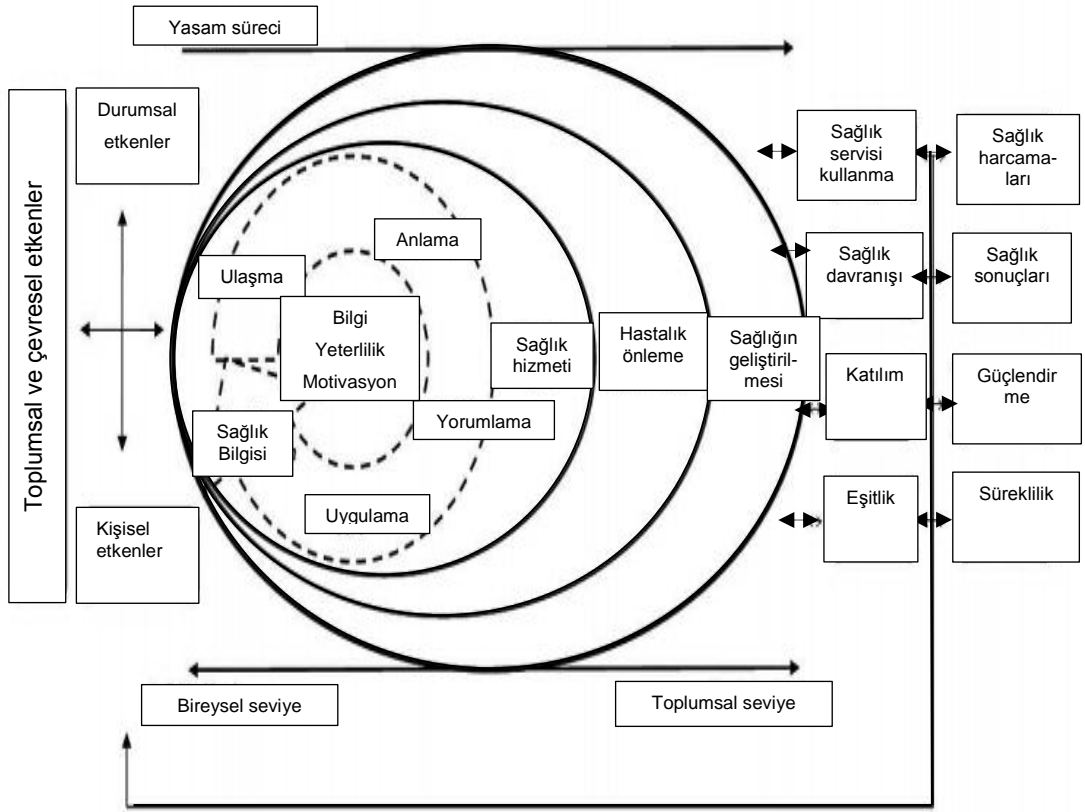 Yasam süreci
Toplumsal ve çevresel etkenler
Durumsal
etkenler
Kişisel
etkenler
Ulaşma
Anlama
Bilgi
Yeterlilik
Motivasyon
Sağlık
Bilgisi
Yorumlama
Uygulama
Sağlık
hizmeti
Hastalık
önleme
Sağlığın
geliştiril-
mesi
Sağlık
servisi
kullanma
Sağlık
harcama-
ları
Sağlık
davranışı
Sağlık
sonuçları
Katılım
Güçlendir
me
Eşitlik
Süreklilik
Bireysel seviye
Toplumsal seviye